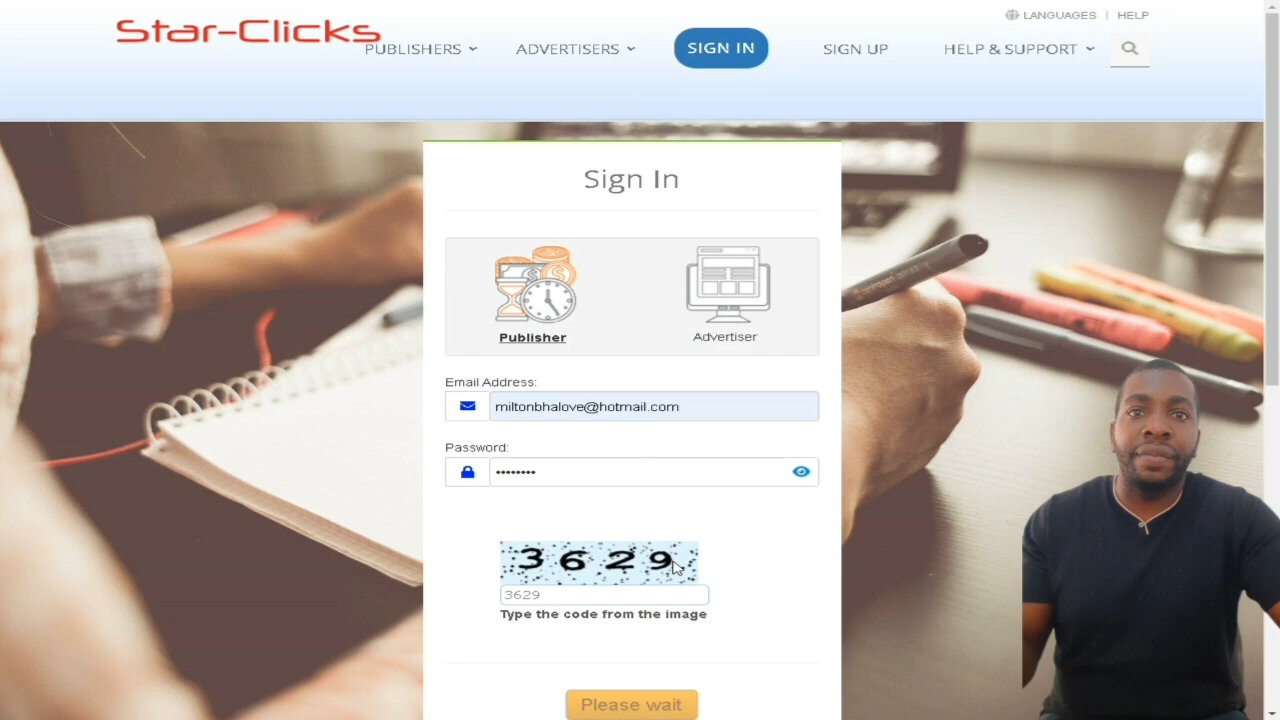 Star-Clicks
LANGUAGES | HELP
PUBLISHERS ADVERTISERS SIGN IN SIGN UP HELP & SUPPORT
Sign In
Publisher Advertiser
Email Address:
miltonbhalove@hotmail.com
Password:
••••••••
3629
3629
Type the code from the image
Please wait